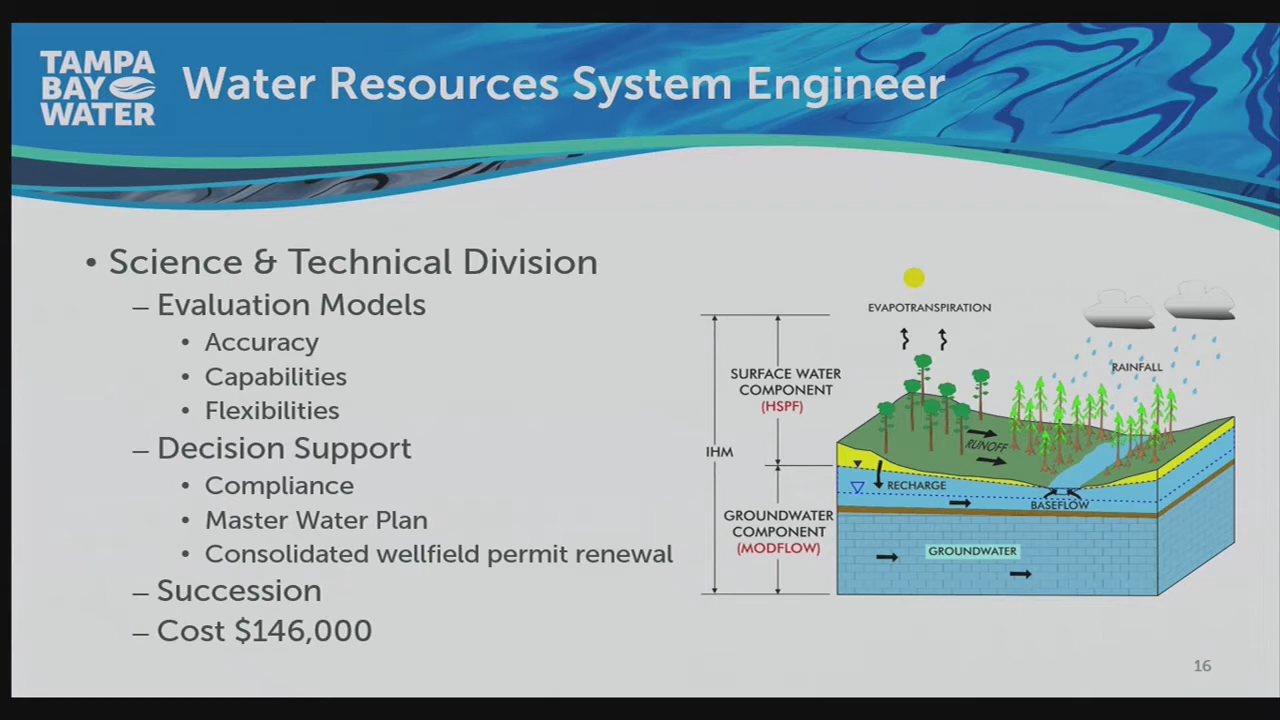 TAMPA
BAY
WATER
Water Resources System Engineer
• Science & Technical Division
– Evaluation Models
• Accuracy
• Capabilities
• Flexibilities
– Decision Support
• Compliance
• Master Water Plan
• Consolidated wellfield permit renewal
– Succession
– Cost $146,000
EVAPOTRANSPIRATION
RAINFALL
SURFACE WATER
COMPONENT
(HSPF)
RUNOFF
IHM
RECHARGE
BASEFLOW
GROUNDWATER
COMPONENT
(MODFLOW)
GROUNDWATER
16